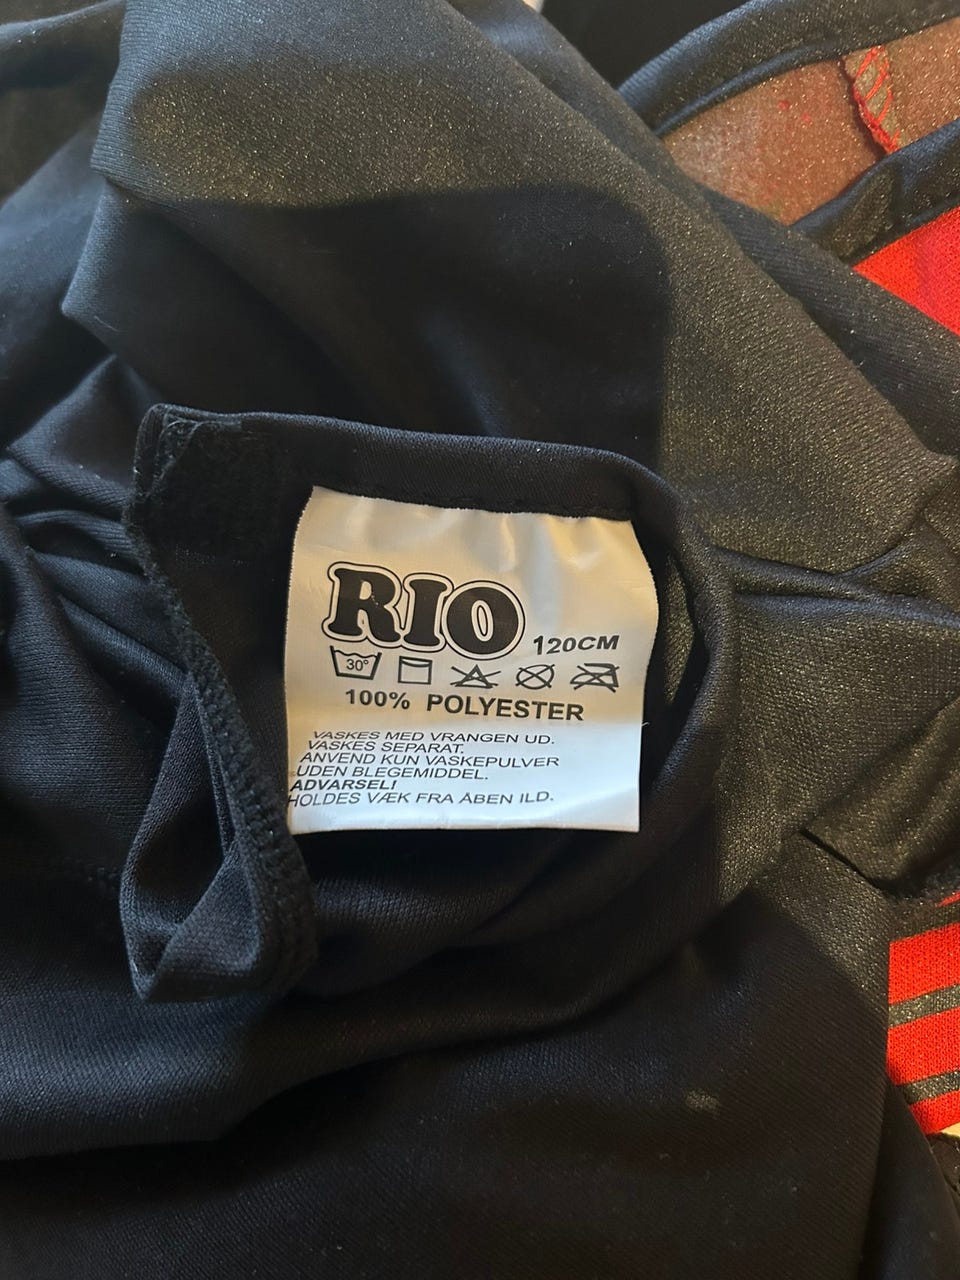 RIO 120CM
30°
100% POLYESTER
VASKES MED VRANGEN UD.
VASKES SEPARAT.
ANVEND KUN VASKEPULVER
UDEN BLEGEMIDDEL.
ADVARSEL!
HOLDES VÆK FRA ÅBEN ILD.